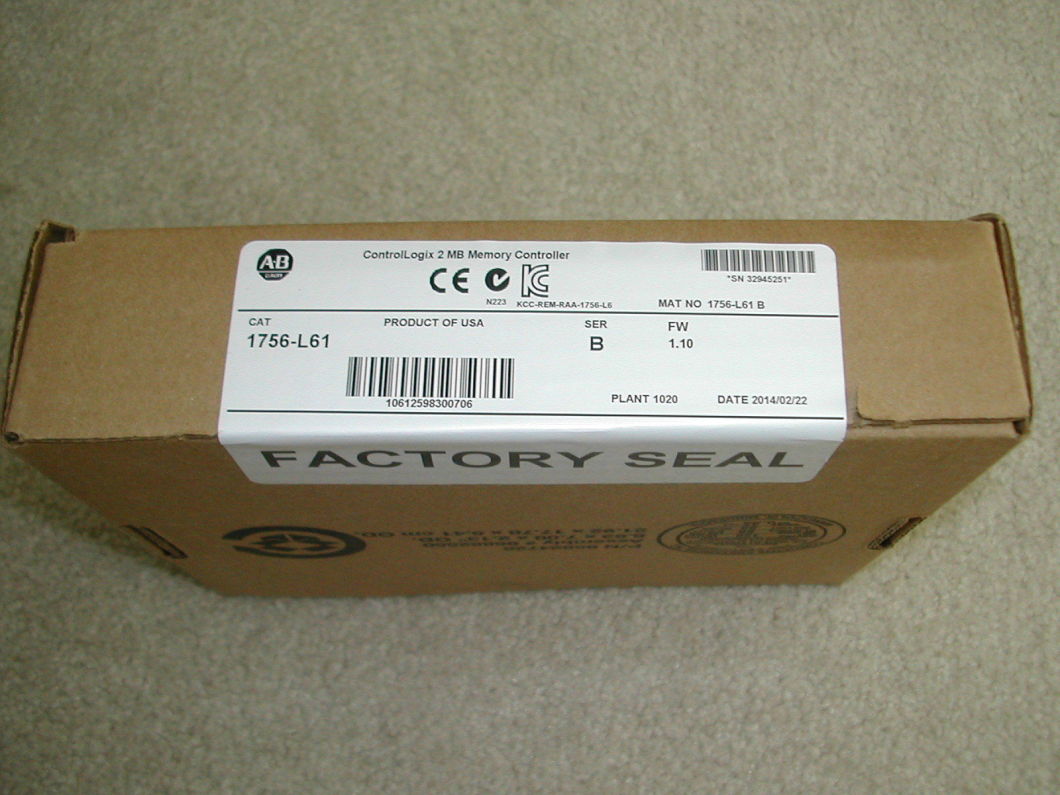 A·B
ControlLogix 2 MB Memory Controller
CE
N223
KCC-REM-RAA-1756-L6
*SN 32945251*
MAT NO 1756-L61 B
CAT
1756-L61
PRODUCT OF USA
SER
B
FW
1.10
10612598300706
PLANT 1020
DATE 2014/02/22
FACTORY SEAL